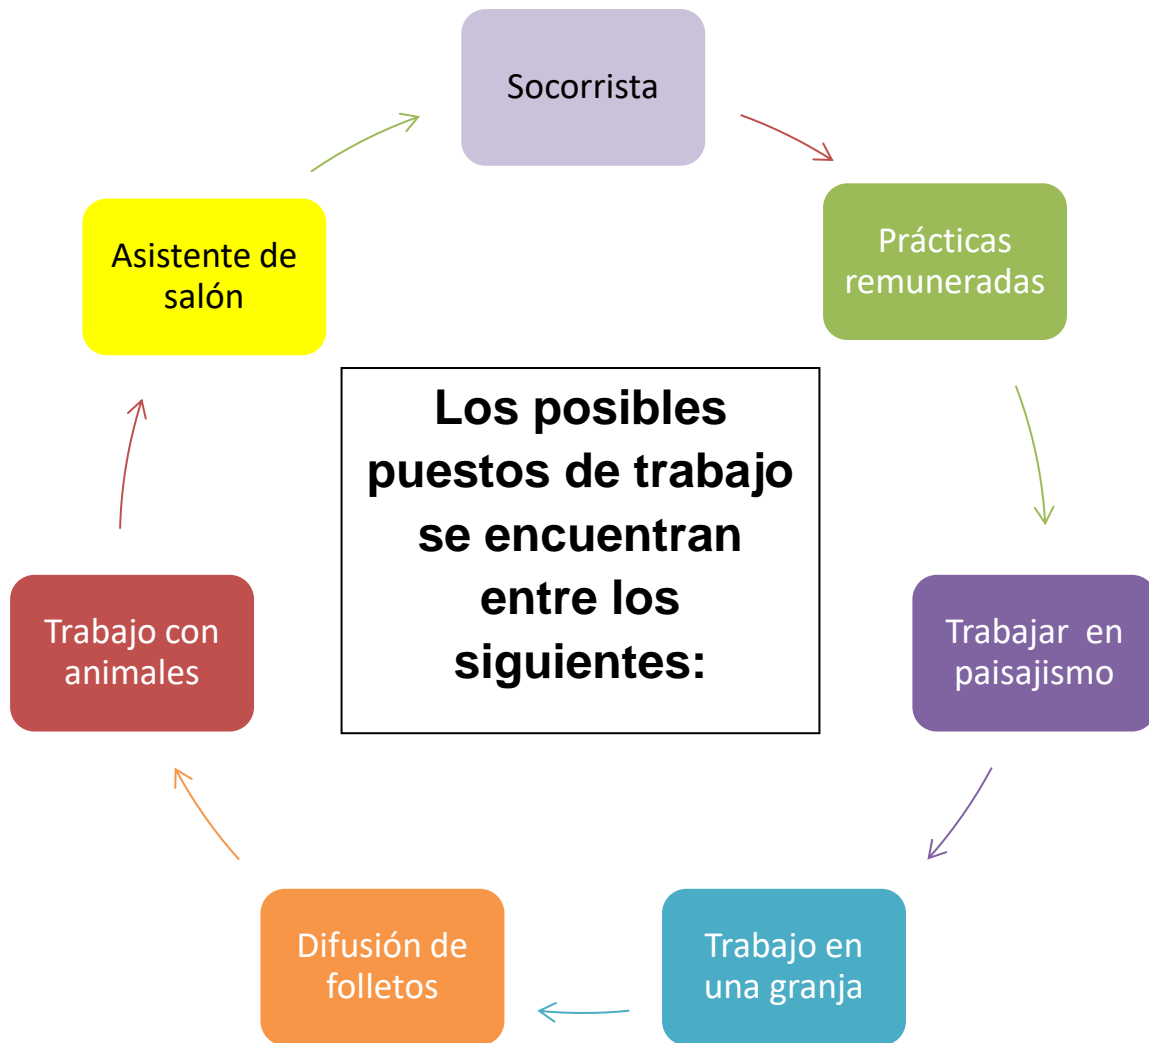 Socorrista
Prácticas
remuneradas
Trabajar en
paisajismo
Trabajo en
una granja
Difusión de
folletos
Trabajo con
animales
Asistente de
salón
Los posibles
puestos de trabajo
se encuentran
entre los
siguientes: